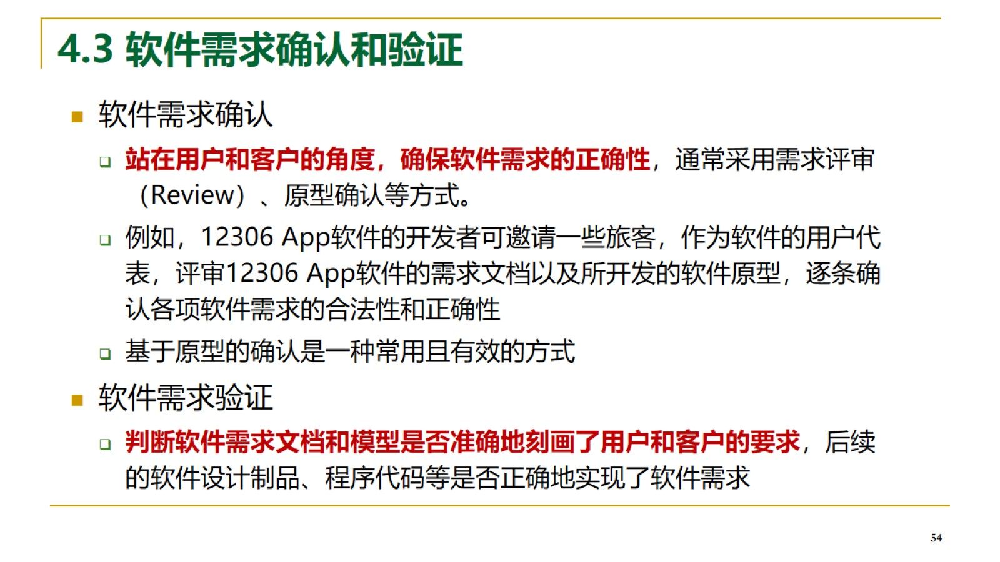 4.3 软件需求确认和验证
软件需求确认
站在用户和客户的角度，确保软件需求的正确性，通常采用需求评审
（Review）、原型确认等方式。
例如，12306 App软件的开发者可邀请一些旅客，作为软件的用户代
表，评审12306 App软件的需求文档以及所开发的软件原型，逐条确
认各项软件需求的合法性和正确性
基于原型的确认是一种常用且有效的方式
软件需求验证
判断软件需求文档和模型是否准确地刻画了用户和客户的要求，后续
的软件设计制品、程序代码等是否正确地实现了软件需求
54